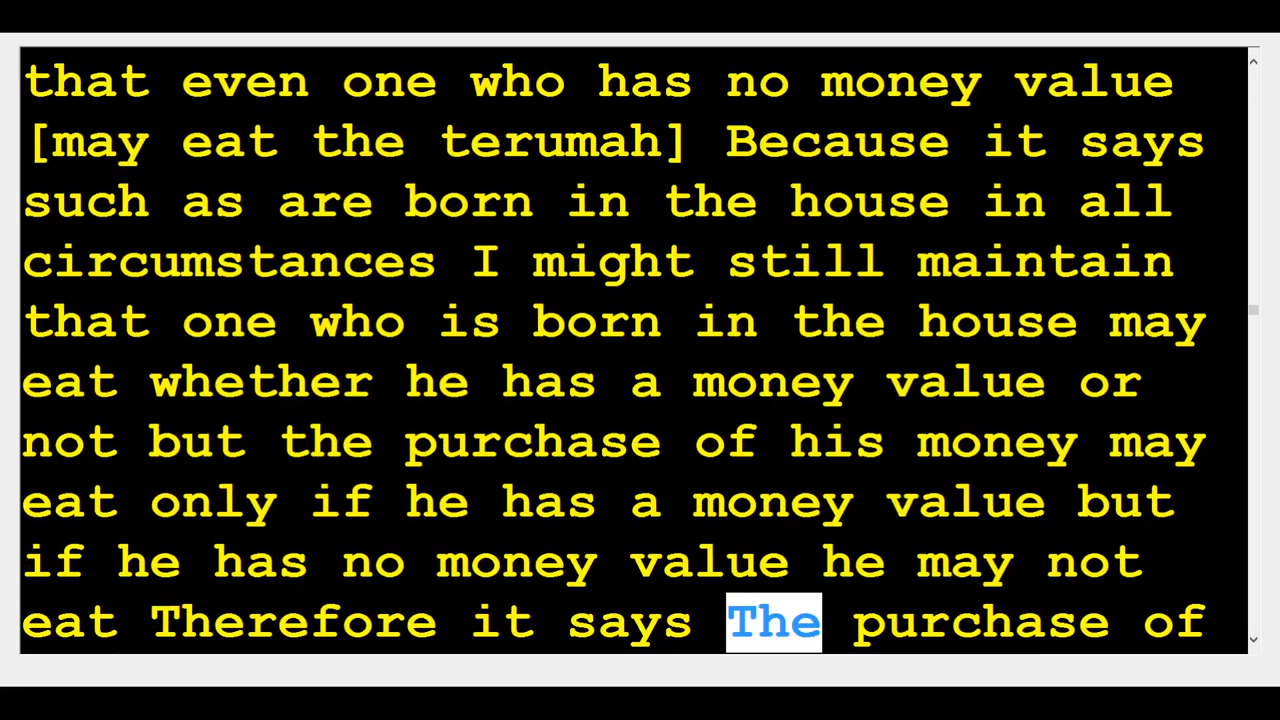 that even one who has no money value
[may eat the terumah] Because it says
such as are born in the house in all
circumstances I might still maintain
that one who is born in the house may
eat whether he has a money value or
not but the purchase of his money may
eat only if he has a money value but
if he has no money value he may not
eat Therefore it says The purchase of